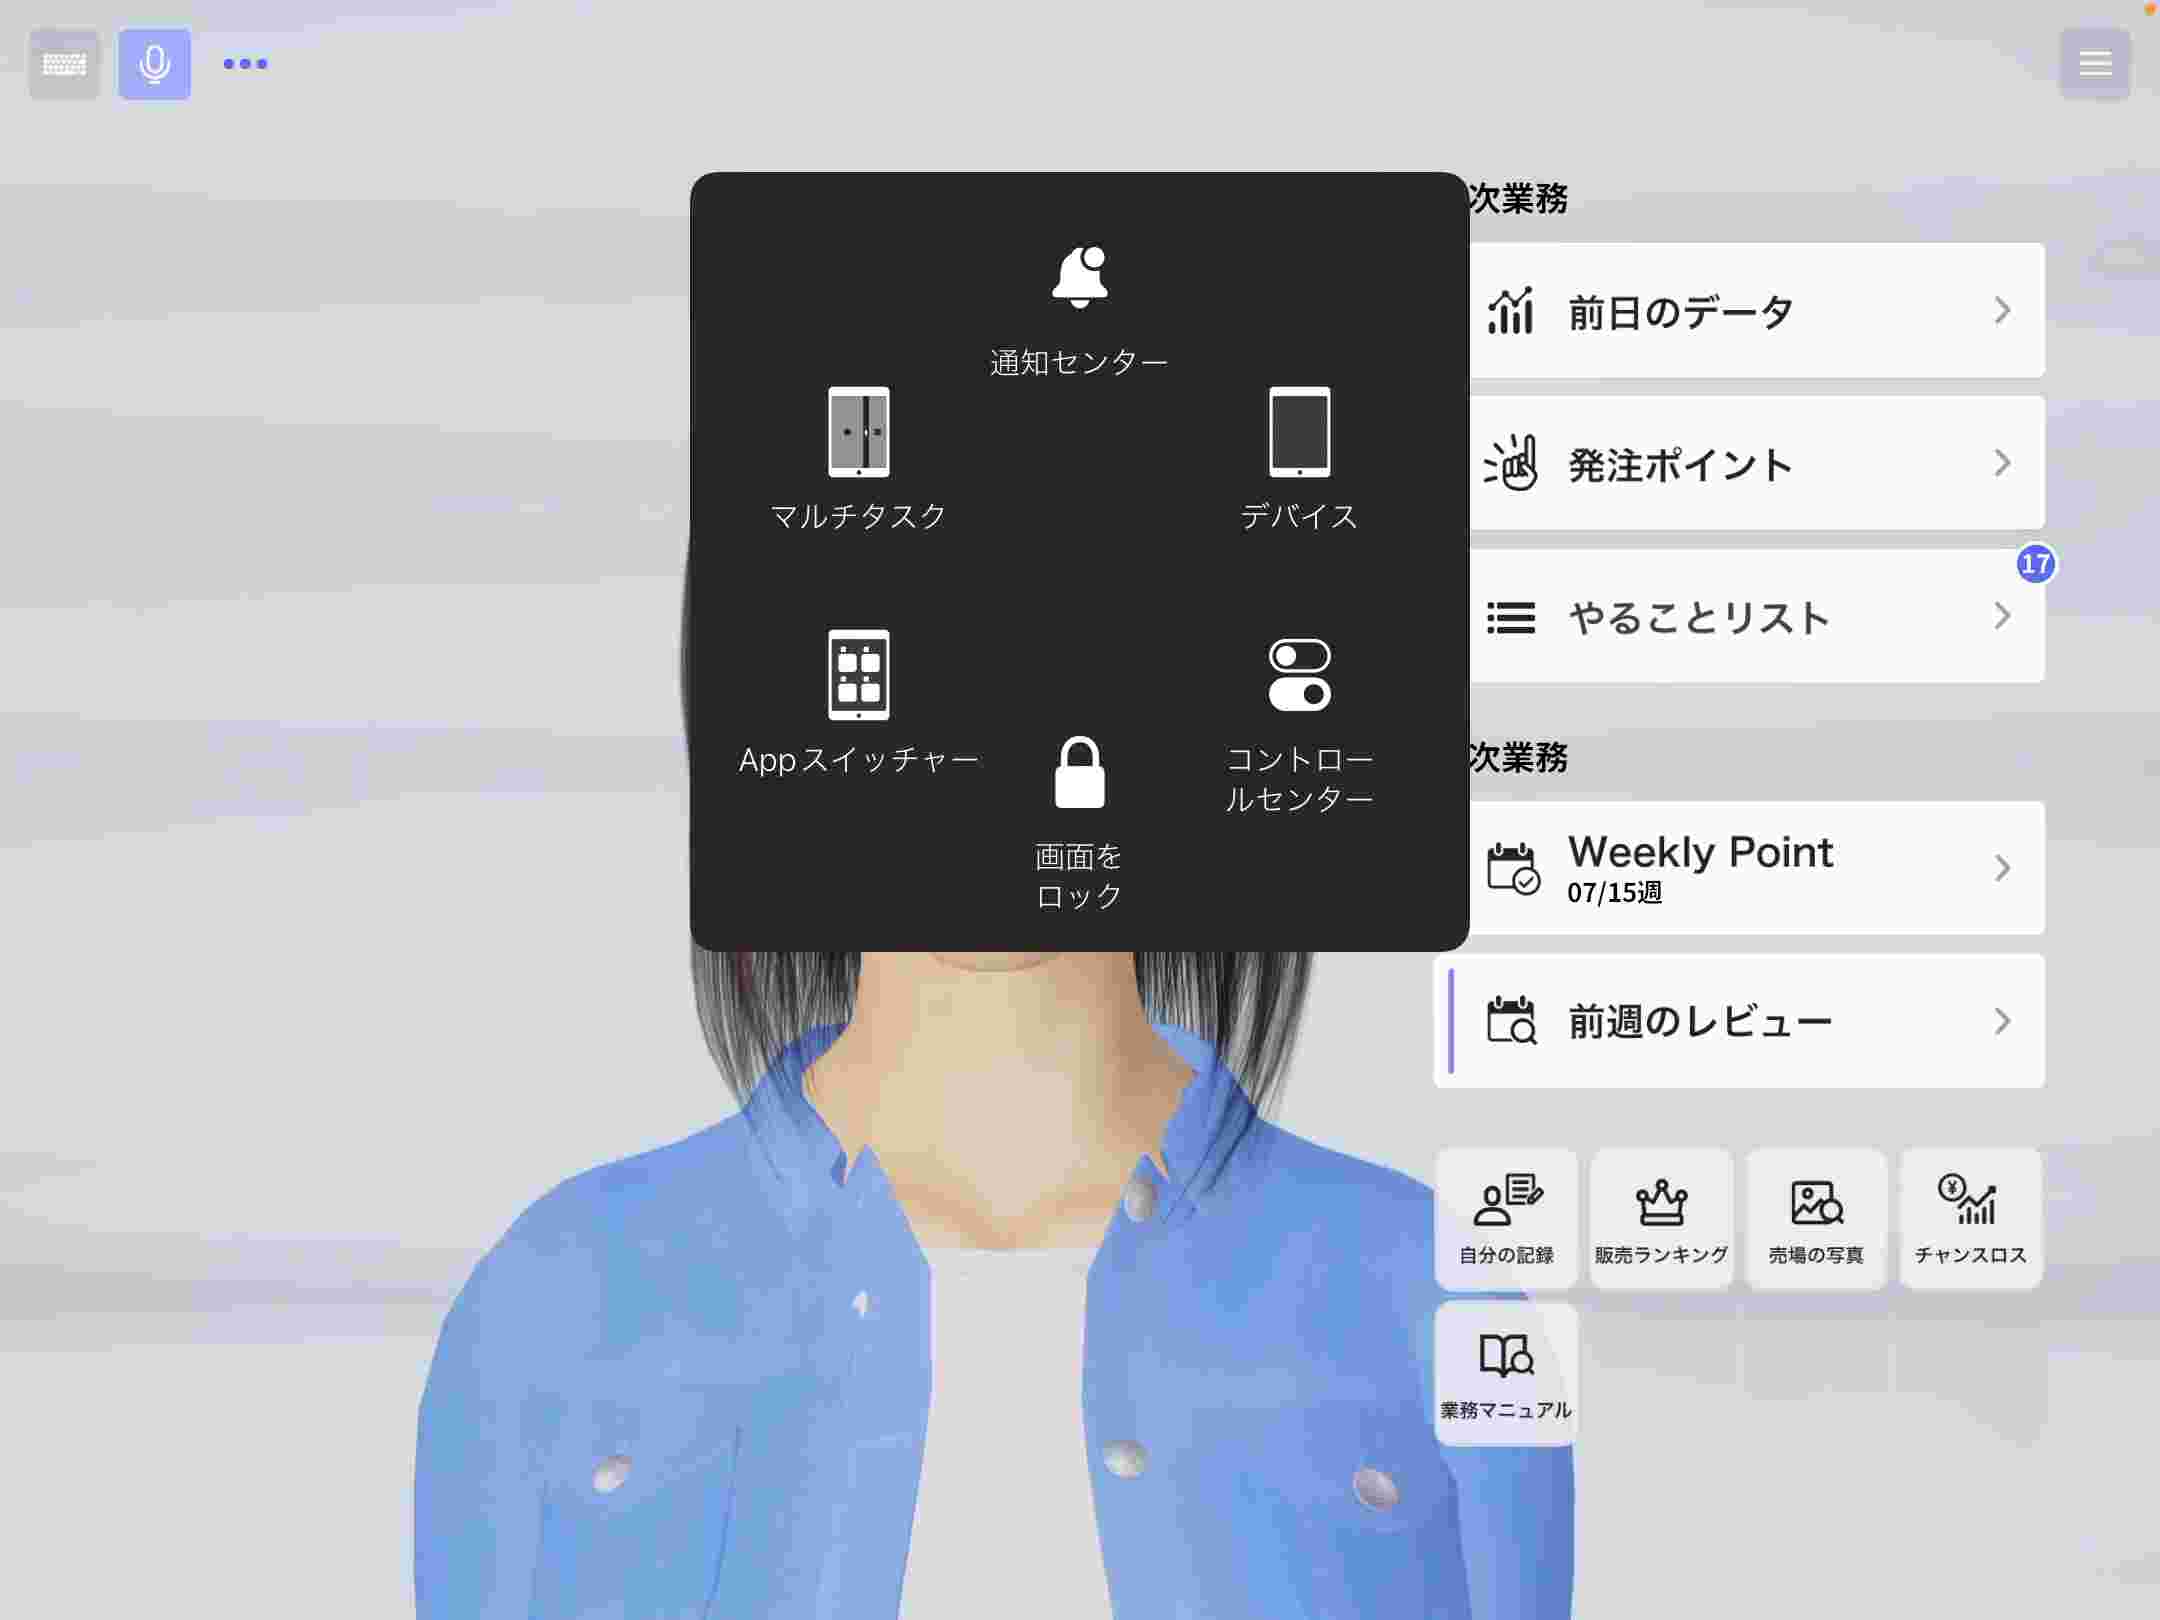 通知センター
マルチタスク
デバイス
Appスイッチャー
コントロー
ルセンター
画面を
ロック
次業務
前日のデータ
発注ポイント
17
やることリスト
次業務
Weekly Point
07/15週
前週のレビュー
自分の記録
販売ランキング
売場の写真
チャンスロス
業務マニュアル